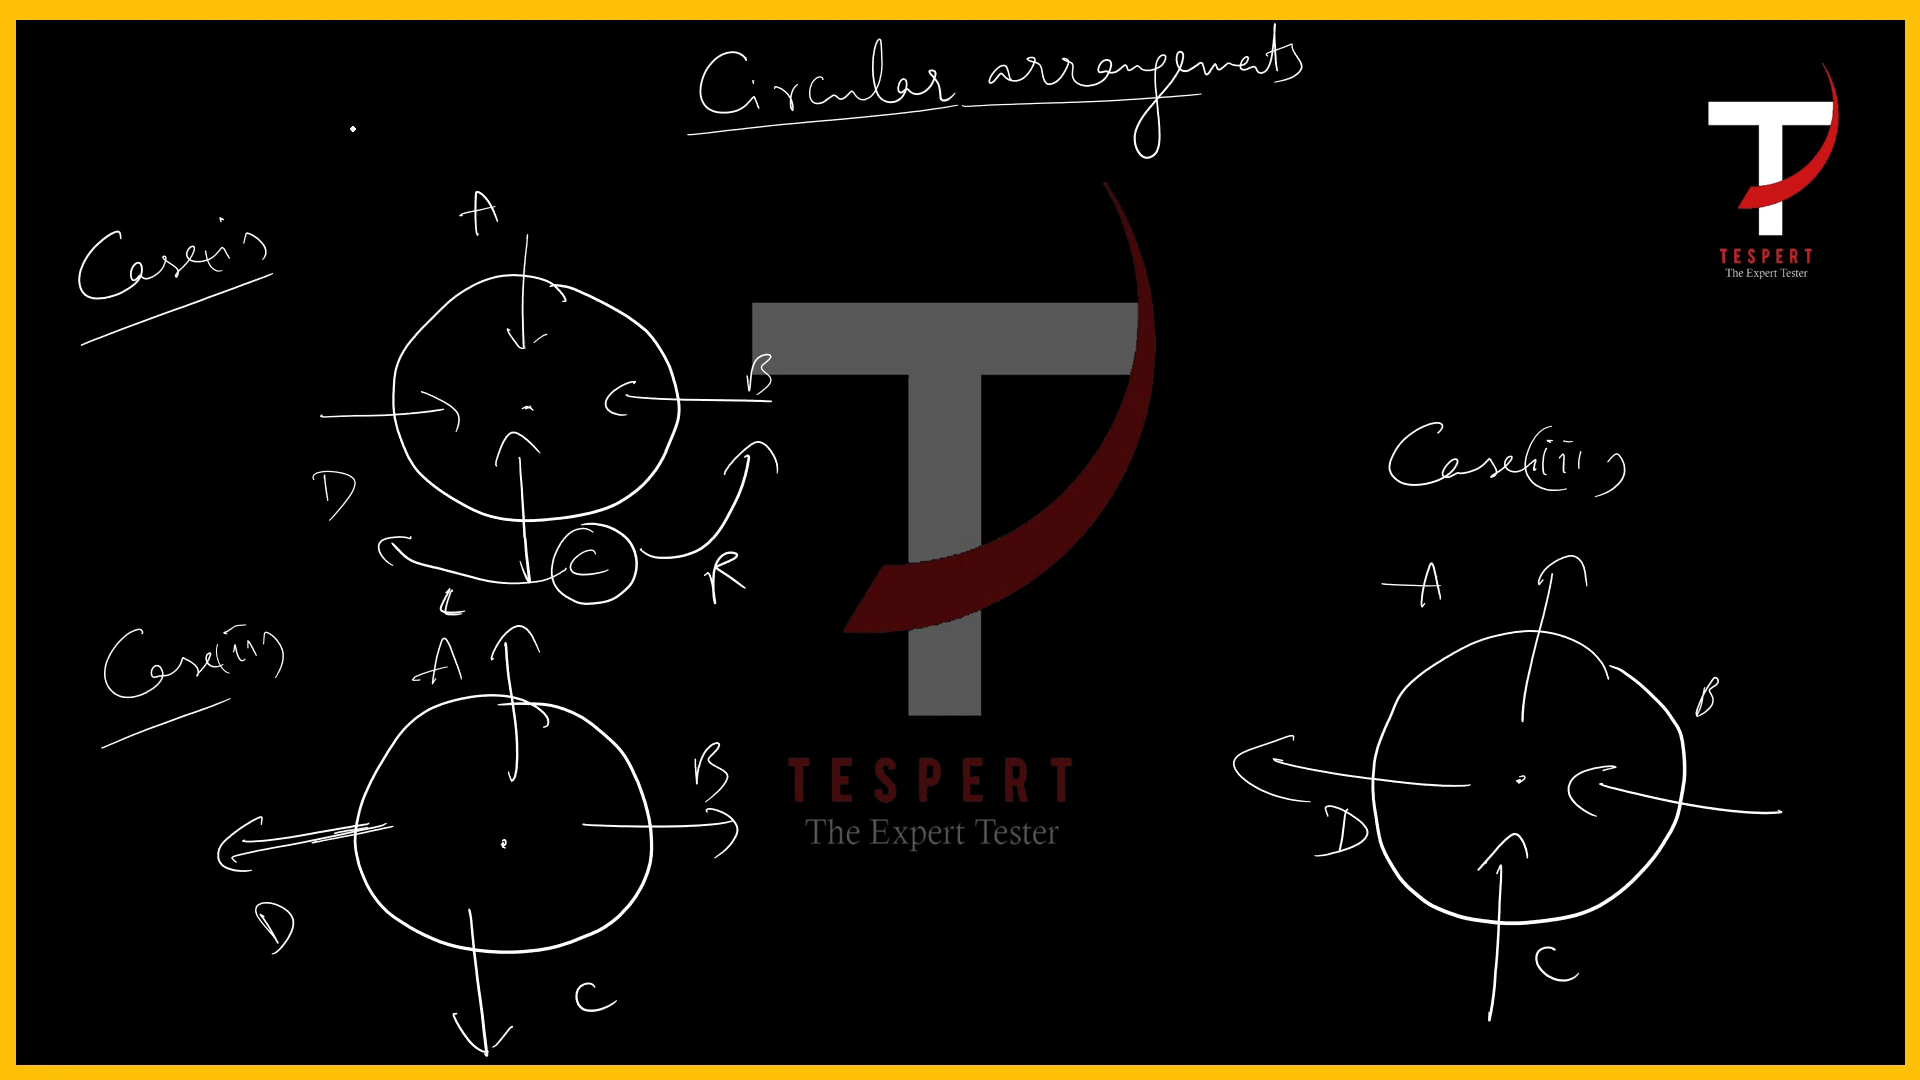 Circular arrangements
TESPERT
The Expert Tester
Case(i)
A
B
D
C
L
R
Case(ii)
A
B
D
C
Case(iii)
A
B
D
C
TESPERT
The Expert Tester